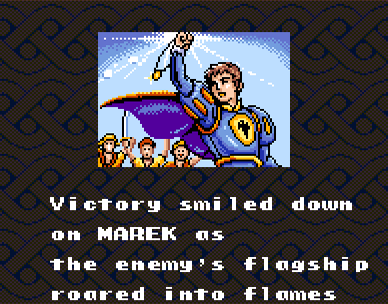 Victory smiled down
on MAREK as
the enemy's flagship
roared into flames